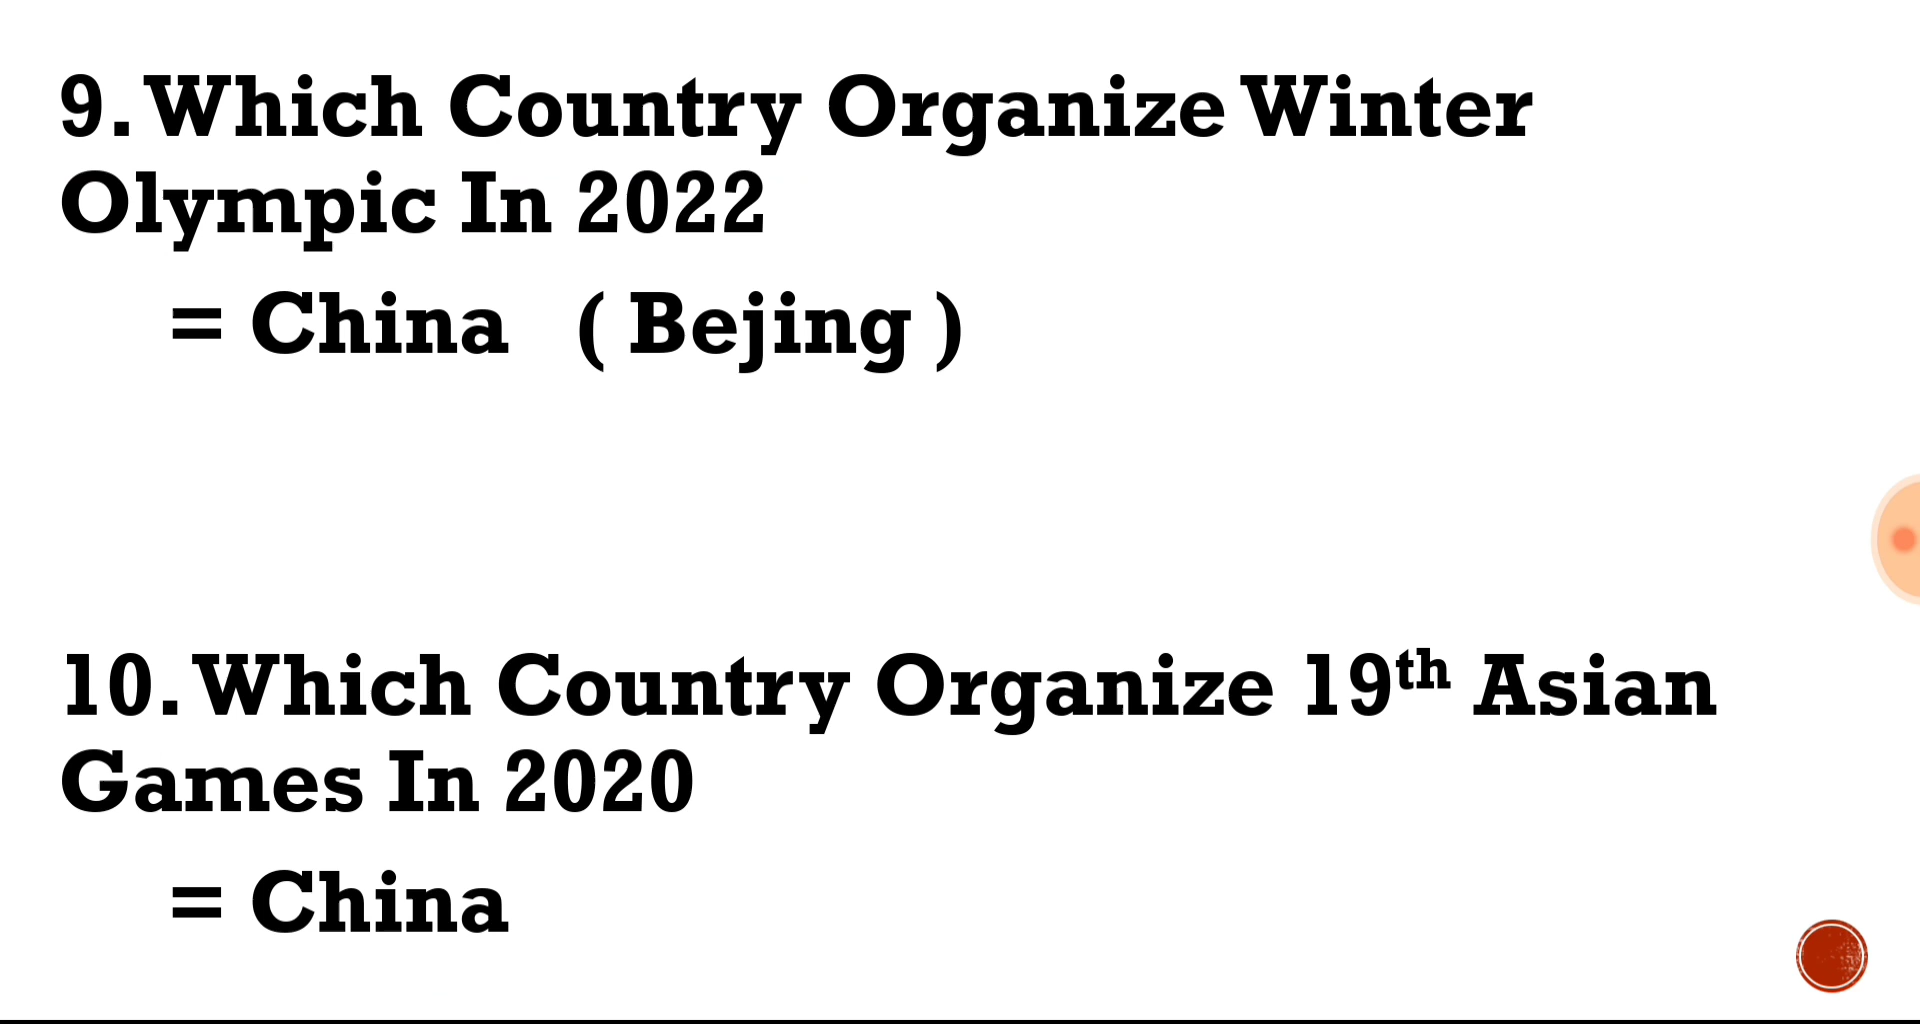 9. Which Country Organize Winter
Olympic In 2022
= China ( Bejing )
10. Which Country Organize 19th Asian
Games In 2020
= China